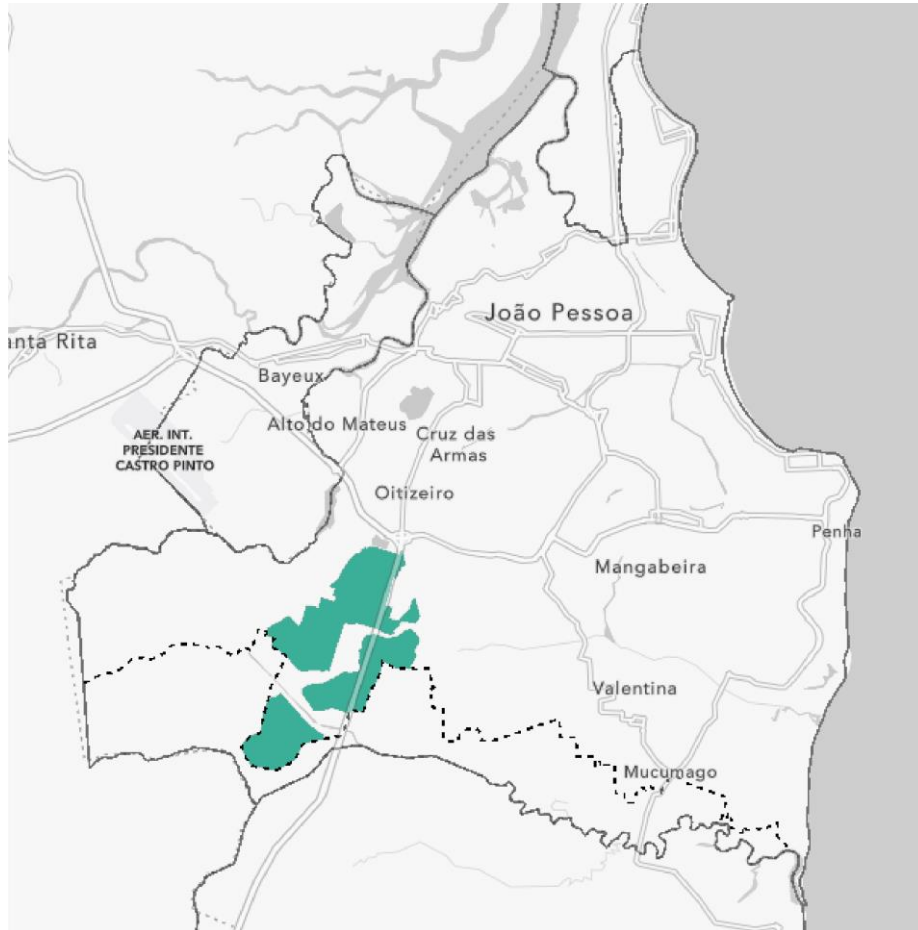 João Pessoa
anta Rita
Bayeux
Alto do Mateus
Cruz das
Armas
AER. INT.
PRESIDENTE
CASTRO PINTO
Oitizeiro
Penha
Mangabeira
Valentina
Mucumago